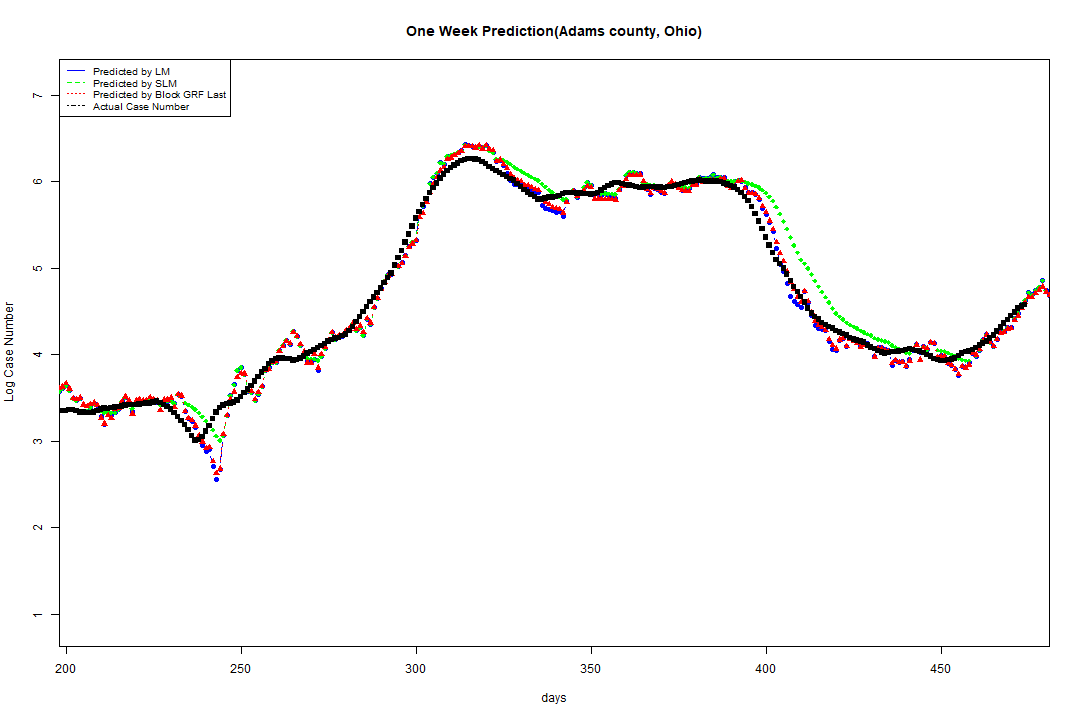 One Week Prediction(Adams county, Ohio)
Predicted by LM
Predicted by SLM
Predicted by Block GRF Last
Actual Case Number
7
6
5
4
3
2
1
Log Case Number
200 250 300 350 400 450
days